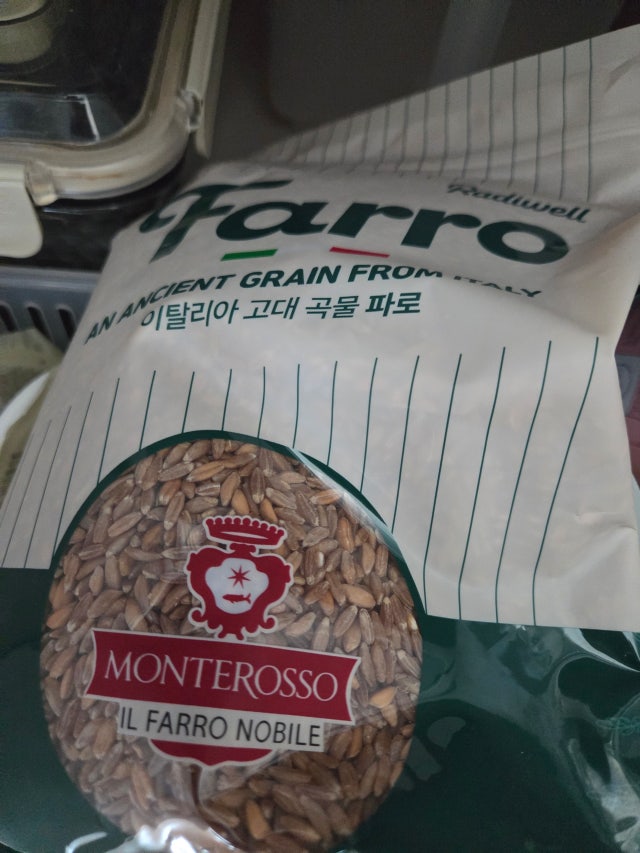 Radiwell
Farro
AN ANCIENT GRAIN FROM ITALY
이탈리아 고대 곡물 파로
MONTEROSSO
IL FARRO NOBILE